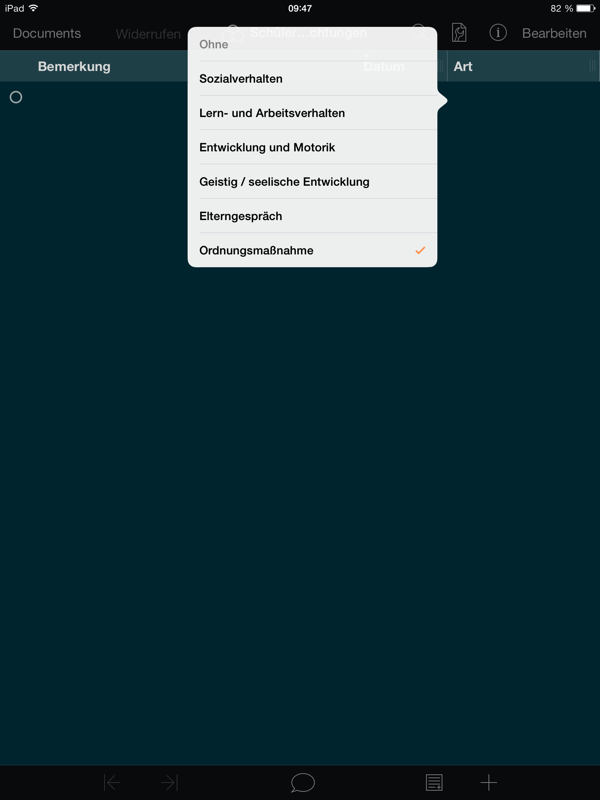 iPad 09:47 82 %
Documents Widerrufen Schüler…chtungen Bearbeiten
Bemerkung Datum Art
Ohne
Sozialverhalten
Lern- und Arbeitsverhalten
Entwicklung und Motorik
Geistig / seelische Entwicklung
Elterngespräch
Ordnungsmaßnahme